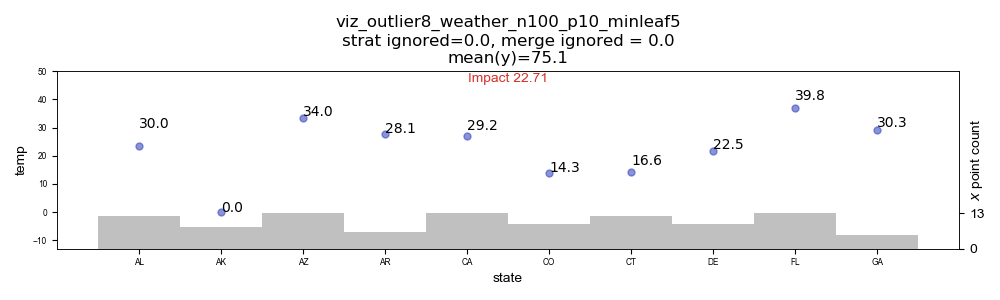 viz_outlier8_weather_n100_p10_minleaf5
strat ignored=0.0, merge ignored = 0.0
mean(y)=75.1
Impact 22.71
50
40
30
20
10
0
−10
temp
30.0
0.0
34.0
28.1
29.2
14.3
16.6
22.5
39.8
30.3
13
0
x point count
AL
AK
AZ
AR
CA
CO
CT
DE
FL
GA
state